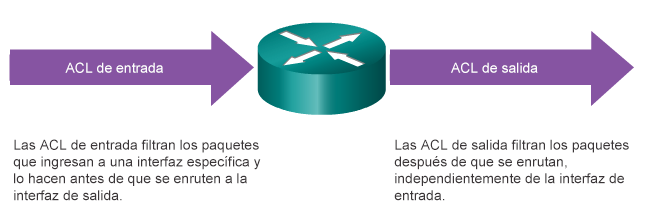 ACL de entrada
ACL de salida
Las ACL de entrada filtran los paquetes
que ingresan a una interfaz específica y
lo hacen antes de que se enruten a la
interfaz de salida.
Las ACL de salida filtran los paquetes
después de que se enrutan,
independientemente de la interfaz de
entrada.